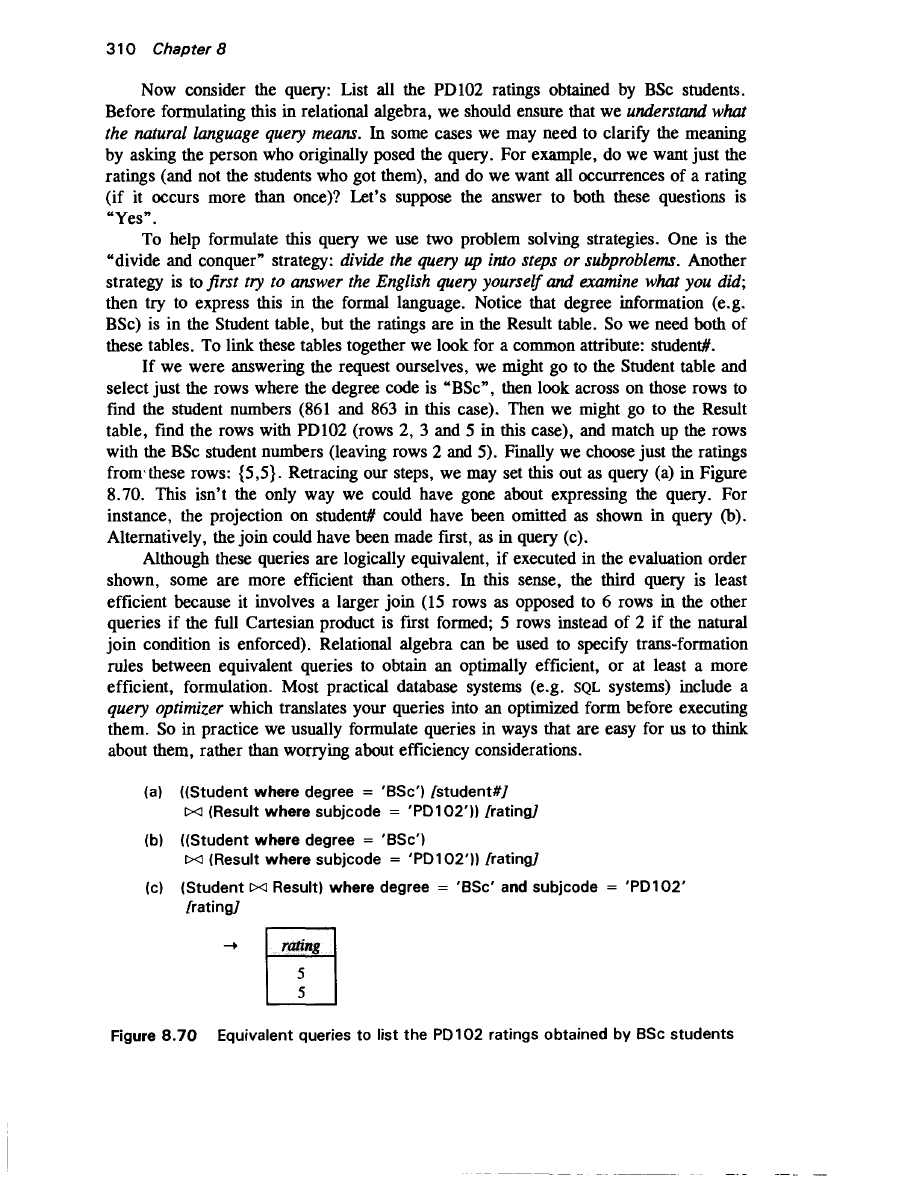 310 Chapter 8
Now consider the query: List all the PD102 ratings obtained by BSc students.
Before formulating this in relational algebra, we should ensure that we understand what
the natural language query means. In some cases we may need to clarify the meaning
by asking the person who originally posed the query. For example, do we want just the
ratings (and not the students who got them), and do we want all occurrences of a rating
(if it occurs more than once)? Let's suppose the answer to both these questions is
"Yes".
To help formulate this query we use two problem solving strategies. One is the
"divide and conquer" strategy: divide the query up into steps or subproblems. Another
strategy is to first try to answer the English query yourself and examine what you did;
then try to express this in the formal language. Notice that degree information (e.g.
BSc) is in the Student table, but the ratings are in the Result table. So we need both of
these tables. To link these tables together we look for a common attribute: student#.
If we were answering the request ourselves, we might go to the Student table and
select just the rows where the degree code is "BSc", then look across on those rows to
find the student numbers (861 and 863 in this case). Then we might go to the Result
table, find the rows with PD102 (rows 2, 3 and 5 in this case), and match up the rows
with the BSc student numbers (leaving rows 2 and 5). Finally we choose just the ratings
from these rows: {5,5}. Retracing our steps, we may set this out as query (a) in Figure
8.70. This isn't the only way we could have gone about expressing the query. For
instance, the projection on student# could have been omitted as shown in query (b).
Alternatively, the join could have been made first, as in query (c).
Although these queries are logically equivalent, if executed in the evaluation order
shown, some are more efficient than others. In this sense, the third query is least
efficient because it involves a larger join (15 rows as opposed to 6 rows in the other
queries if the full Cartesian product is first formed; 5 rows instead of 2 if the natural
join condition is enforced). Relational algebra can be used to specify trans-formation
rules between equivalent queries to obtain an optimally efficient, or at least a more
efficient, formulation. Most practical database systems (e.g. SQL systems) include a
query optimizer which translates your queries into an optimized form before executing
them. So in practice we usually formulate queries in ways that are easy for us to think
about them, rather than worrying about efficiency considerations.
(a) ((Student where degree = 'BSc') [student#]
⋈ (Result where subjcode = 'PD102')) [rating]
(b) ((Student where degree = 'BSc')
⋈ (Result where subjcode = 'PD102')) [rating]
(c) (Student ⋈ Result) where degree = 'BSc' and subjcode = 'PD102'
[rating]
→ rating
5
5
Figure 8.70 Equivalent queries to list the PD102 ratings obtained by BSc students